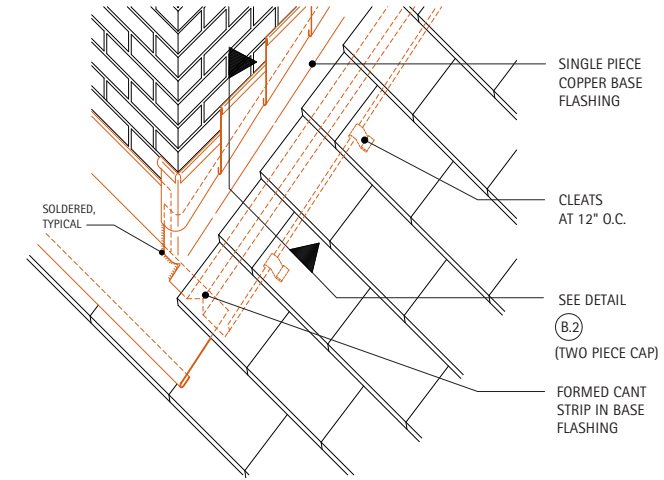 SINGLE PIECE
COPPER BASE
FLASHING
CLEATS
AT 12" O.C.
SOLDERED,
TYPICAL
SEE DETAIL
B.2
(TWO PIECE CAP)
FORMED CANT
STRIP IN BASE
FLASHING